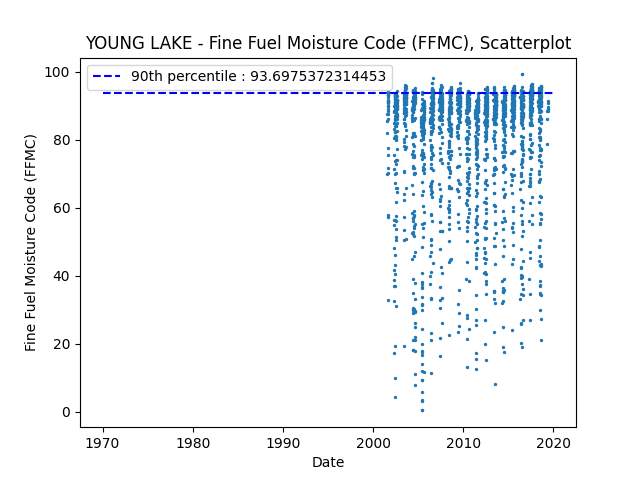 YOUNG LAKE - Fine Fuel Moisture Code (FFMC), Scatterplot
90th percentile : 93.6975372314453
100
80
60
40
20
0
Fine Fuel Moisture Code (FFMC)
1970 1980 1990 2000 2010 2020
Date